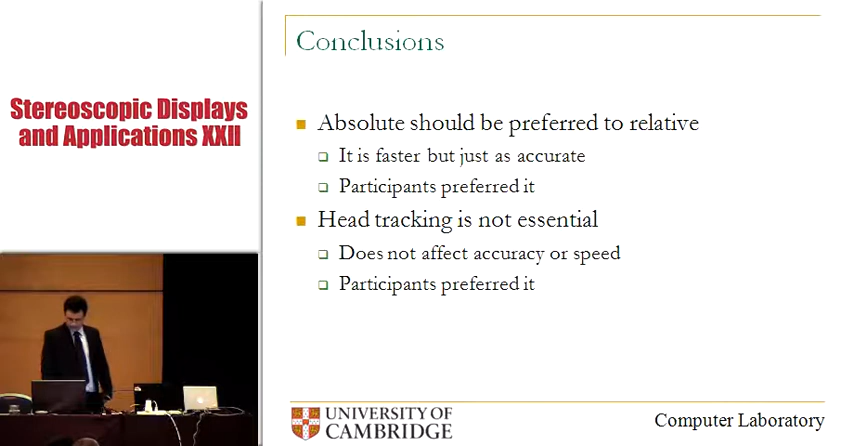 Stereoscopic Displays
and Applications XXII
Conclusions
Absolute should be preferred to relative
It is faster but just as accurate
Participants preferred it
Head tracking is not essential
Does not affect accuracy or speed
Participants preferred it
UNIVERSITY OF
CAMBRIDGE
Computer Laboratory